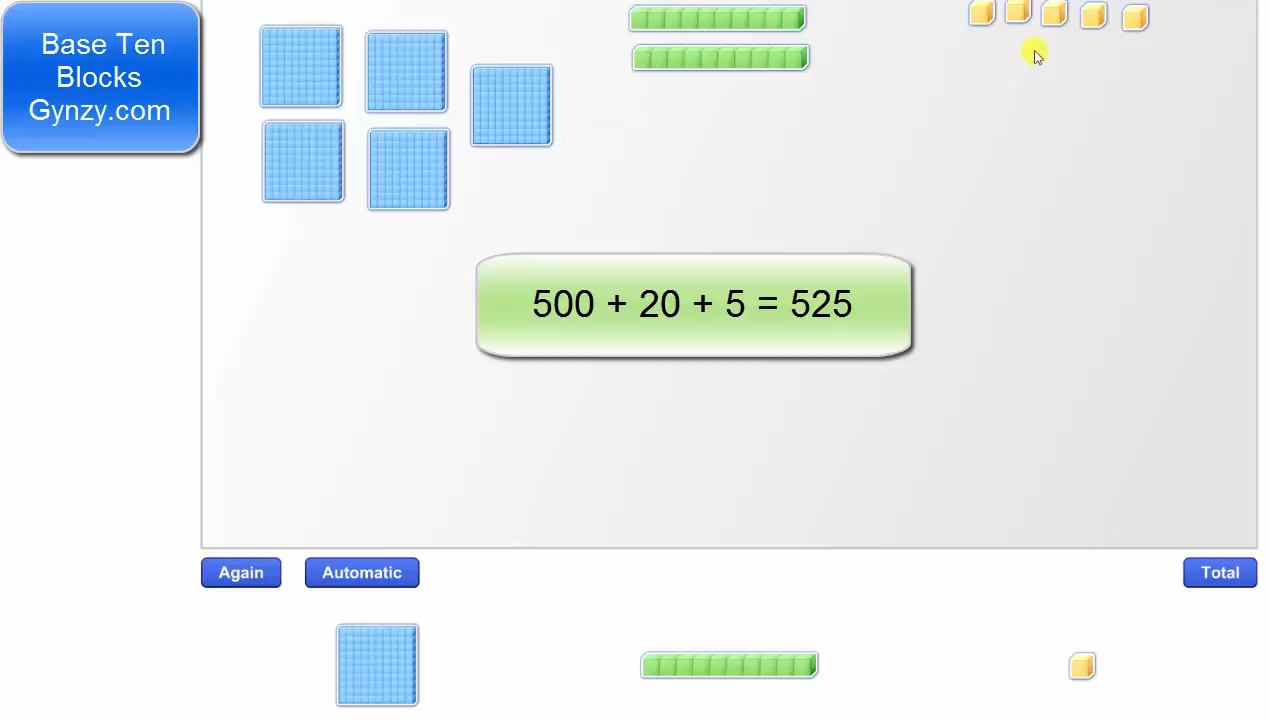 Base Ten
Blocks
Gynzy.com
500 + 20 + 5 = 525
Again
Automatic
Total